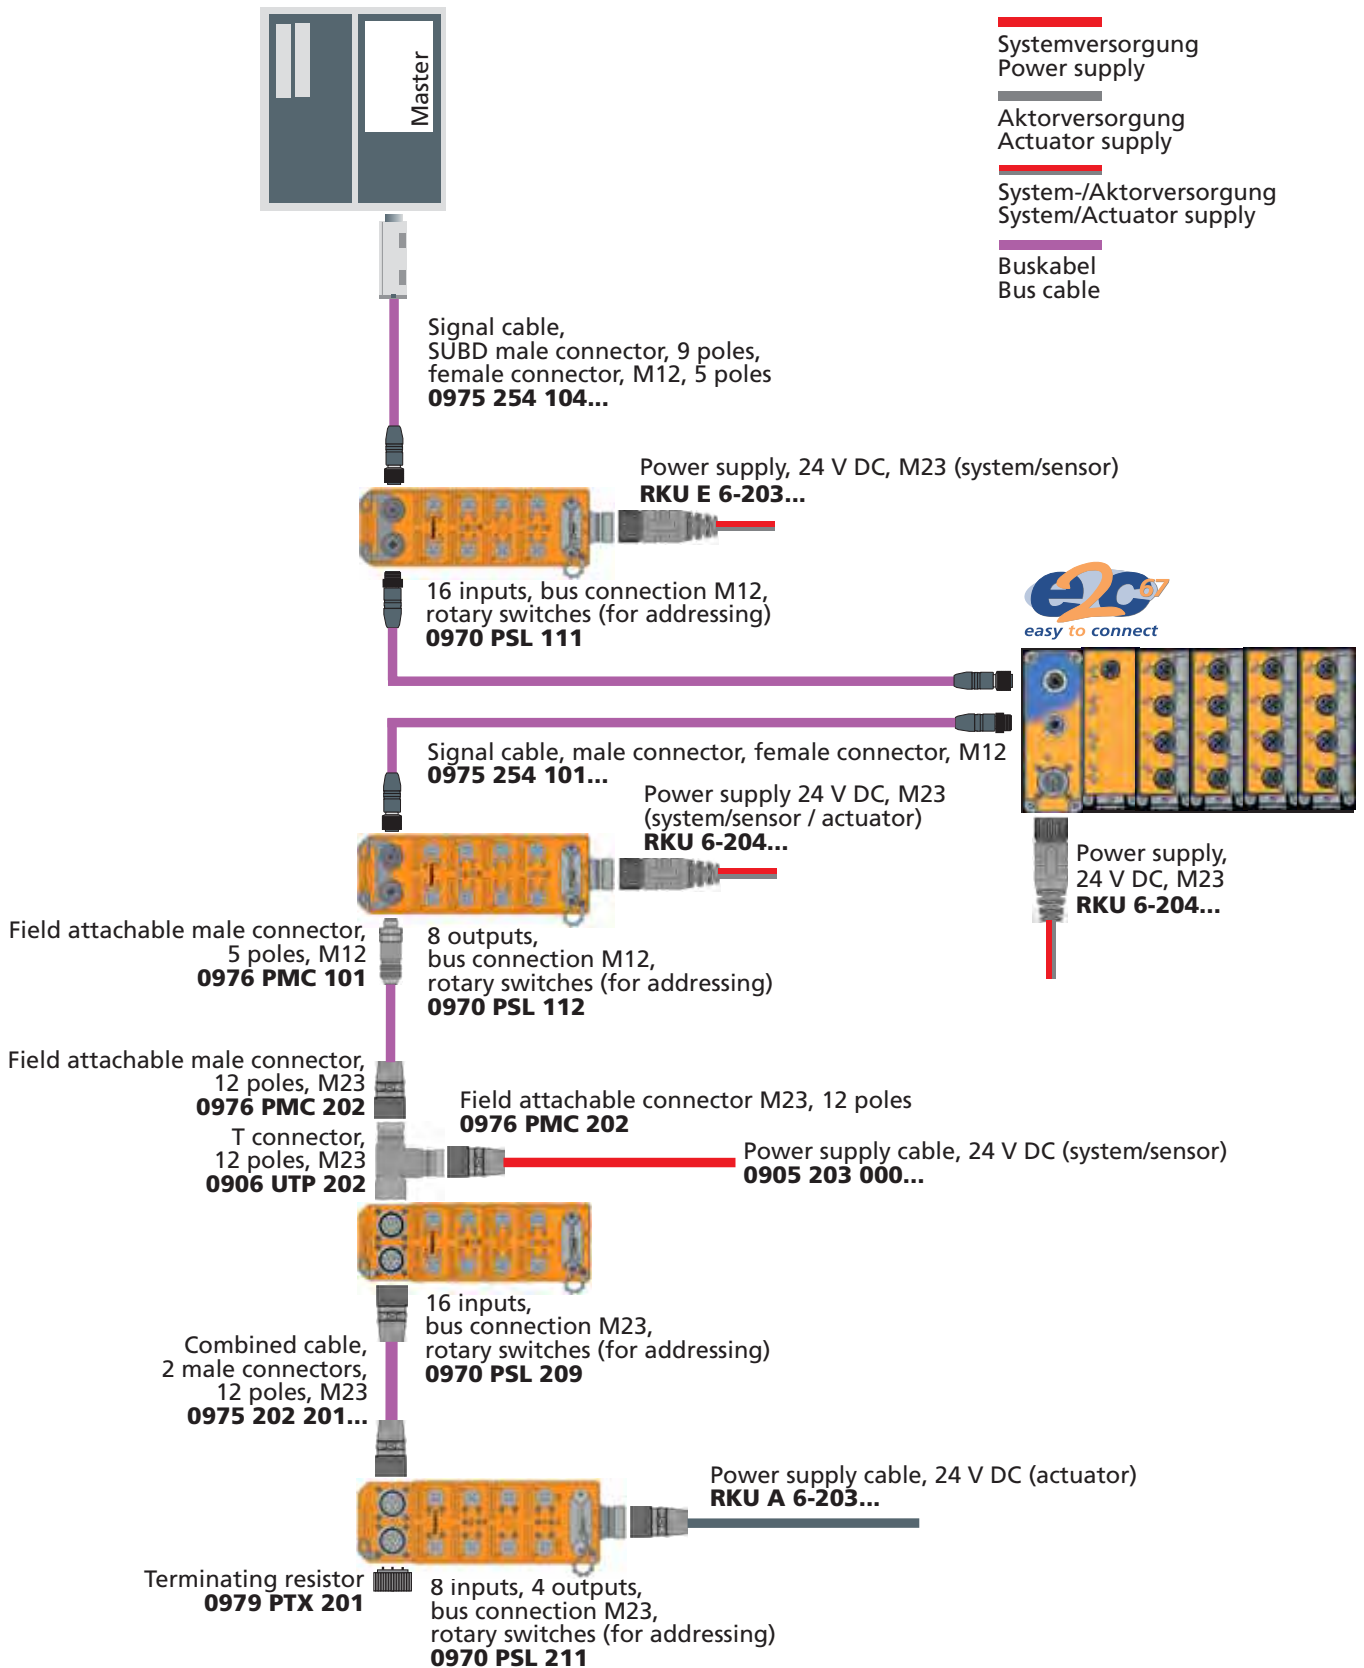 Master
Systemversorgung
Power supply
Aktorversorgung
Actuator supply
System-/Aktorversorgung
System/Actuator supply
Buskabel
Bus cable
Signal cable,
SUBD male connector, 9 poles,
female connector, M12, 5 poles
0975 254 104...
Power supply, 24 V DC, M23 (system/sensor)
RKU E 6-203...
16 inputs, bus connection M12,
rotary switches (for addressing)
0970 PSL 111
e2c67
easy to connect
Signal cable, male connector, female connector, M12
0975 254 101...
Power supply 24 V DC, M23
(system/sensor / actuator)
RKU 6-204...
Power supply,
24 V DC, M23
RKU 6-204...
Field attachable male connector,
5 poles, M12
0976 PMC 101
8 outputs,
bus connection M12,
rotary switches (for addressing)
0970 PSL 112
Field attachable male connector,
12 poles, M23
0976 PMC 202
Field attachable connector M23, 12 poles
0976 PMC 202
T connector,
12 poles, M23
0906 UTP 202
Power supply cable, 24 V DC (system/sensor)
0905 203 000...
16 inputs,
bus connection M23,
rotary switches (for addressing)
0970 PSL 209
Combined cable,
2 male connectors,
12 poles, M23
0975 202 201...
Power supply cable, 24 V DC (actuator)
RKU A 6-203...
Terminating resistor
0979 PTX 201
8 inputs, 4 outputs,
bus connection M23,
rotary switches (for addressing)
0970 PSL 211